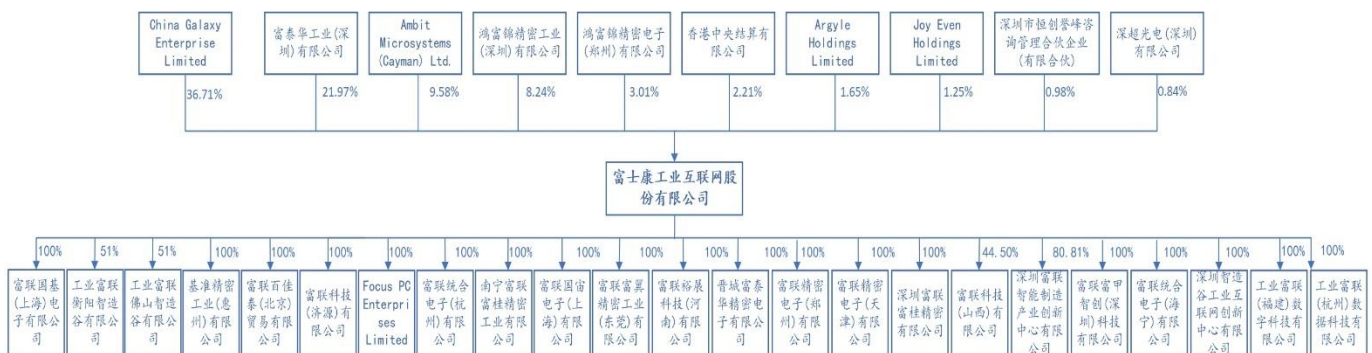 China Galaxy
Enterprise
Limited
富泰华工业(深
圳)有限公司
Ambit
Microsystems
(Cayman) Ltd.
鸿富锦精密工业
(深圳)有限公司
鸿富锦精密电子
(郑州)有限公司
香港中央结算有
限公司
Argyle
Holdings
Limited
Joy Even
Holdings
Limited
深圳市恒创誉峰咨
询管理合伙企业
(有限合伙)
深超光电(深圳)
有限公司
36.71%
21.97%
9.58%
8.24%
3.01%
2.21%
1.65%
1.25%
0.98%
0.84%
富士康工业互联网股
份有限公司
100%
51%
51%
100%
100%
100%
100%
100%
100%
100%
100%
100%
100%
100%
100%
100%
44.50%
80.81%
100%
100%
100%
100%
100%
富联国基
(上海)电
子有限公
司
工业富联
衡阳智造
谷有限公
司
工业富联
佛山智造
谷有限公
司
基准精密
工业(惠
州)有限
公司
富联百佳
泰(北京)
贸易有限
公司
富联科技
(济源)有
限公司
Focus PC
Enterpri
ses
Limited
富联统合
电子(杭
州)有限
公司
南宁富联
富桂精密
工业有限
公司
富联国宙
电子(上
海)有限
公司
富联富翼
精密工业
(东莞)有
限公司
富联裕展
科技(河
南)有限
公司
晋城富泰
华精密电
子有限公
司
富联精密
电子(郑
州)有限
公司
富联精密
电子(天
津)有限
公司
深圳富联
富桂精密
有限公司
富联科技
(山西)有
限公司
深圳富联
智能制造
产业创新
中心有限
公司
富联富甲
智创(深
圳)科技
有限公司
富联统合
电子(海
宁)有限
公司
深圳智造
谷工业互
联网创新
中心有限
公司
工业富联
(福建)数
字科技有
限公司
工业富联
(杭州)数
据科技有
限公司